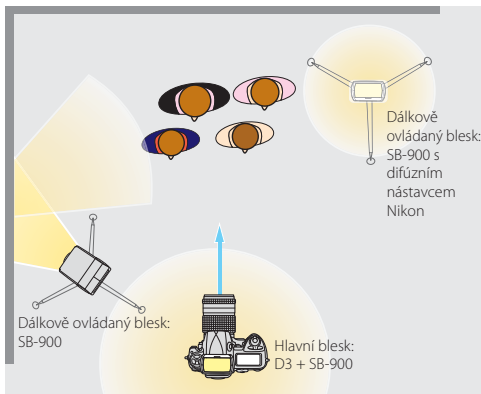 Dálkově
ovládaný blesk:
SB-900 s
difúzním
nástavcem
Nikon
Dálkově ovládaný blesk:
SB-900
Hlavní blesk:
D3 + SB-900